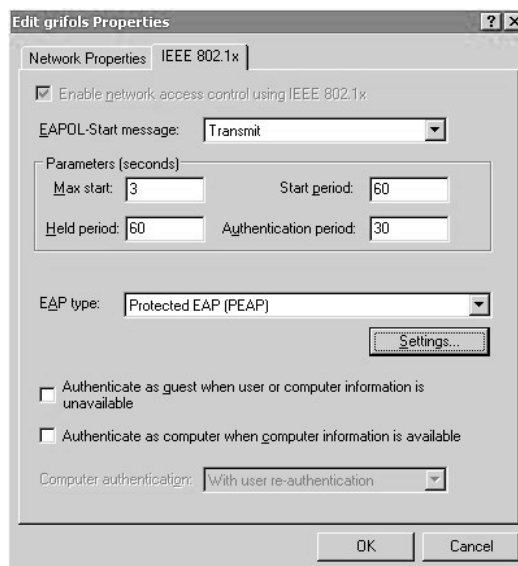 Edit grifols Properties
Network Properties IEEE 802.1x
Enable network access control using IEEE 802.1x
EAPOL-Start message: Transmit
Parameters (seconds)
Max start: 3 Start period: 60
Held period: 60 Authentication period: 30
EAP type: Protected EAP (PEAP)
Settings...
Authenticate as guest when user or computer information is
unavailable
Authenticate as computer when computer information is available
Computer authentication: With user re-authentication
OK Cancel